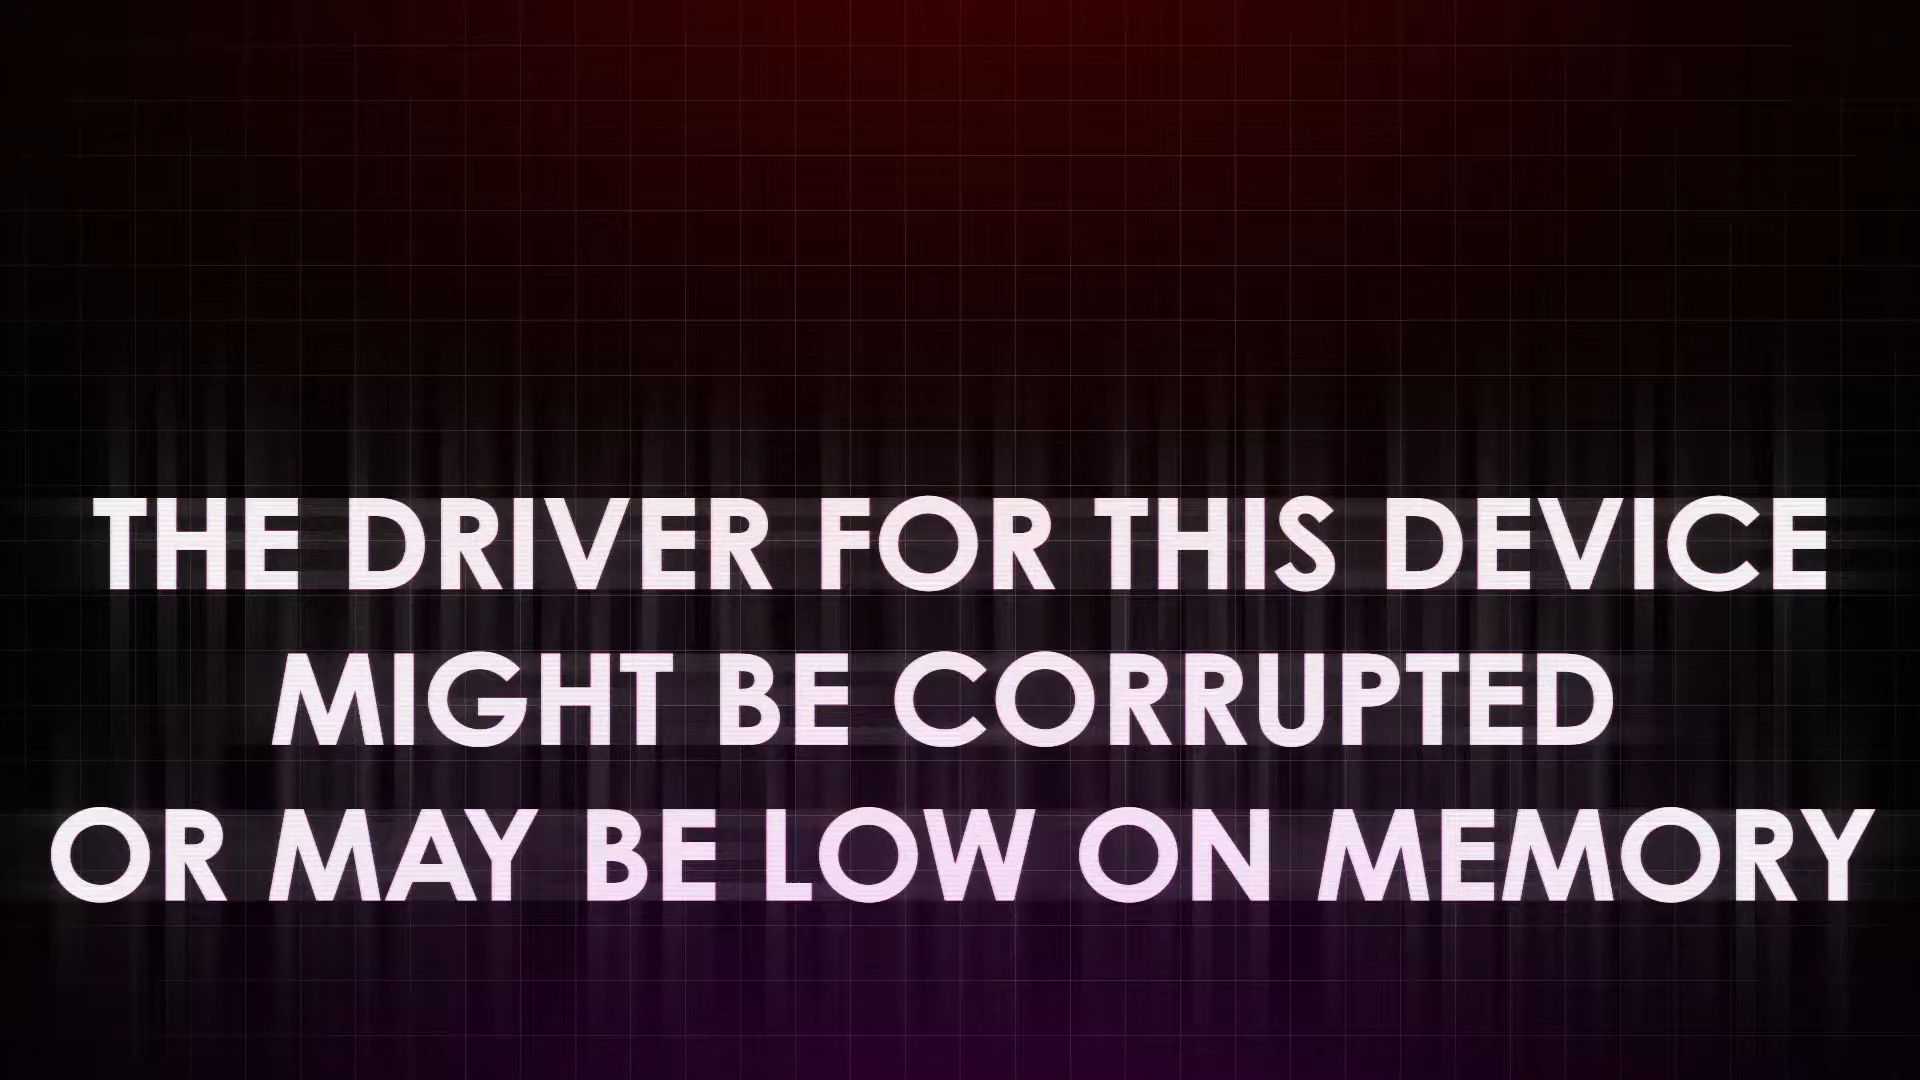 THE DRIVER FOR THIS DEVICE
MIGHT BE CORRUPTED
OR MAY BE LOW ON MEMORY